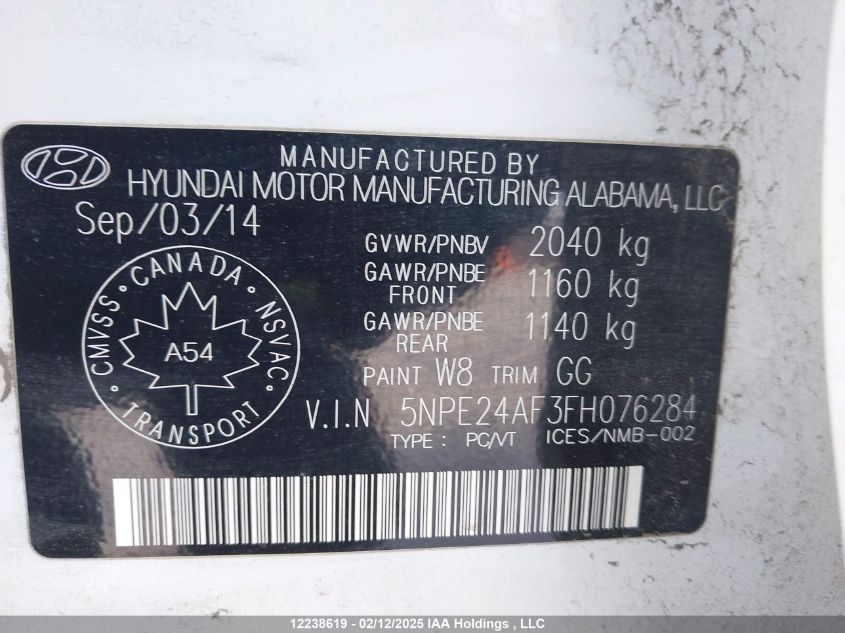 MANUFACTURED BY
HYUNDAI MOTOR MANUFACTURING ALABAMA, LLC
Sep/03/14
GVWR/PNBV 2040 kg
GAWR/PNBE FRONT 1160 kg
GAWR/PNBE REAR 1140 kg
PAINT W8 TRIM GG
V.I.N 5NPE24AF3FH076284
TYPE : PC/VT ICES/NMB-002
CANADA
CMVSS NSVAC
A54
TRANSPORT
12238619 - 02/12/2025 IAA Holdings , LLC